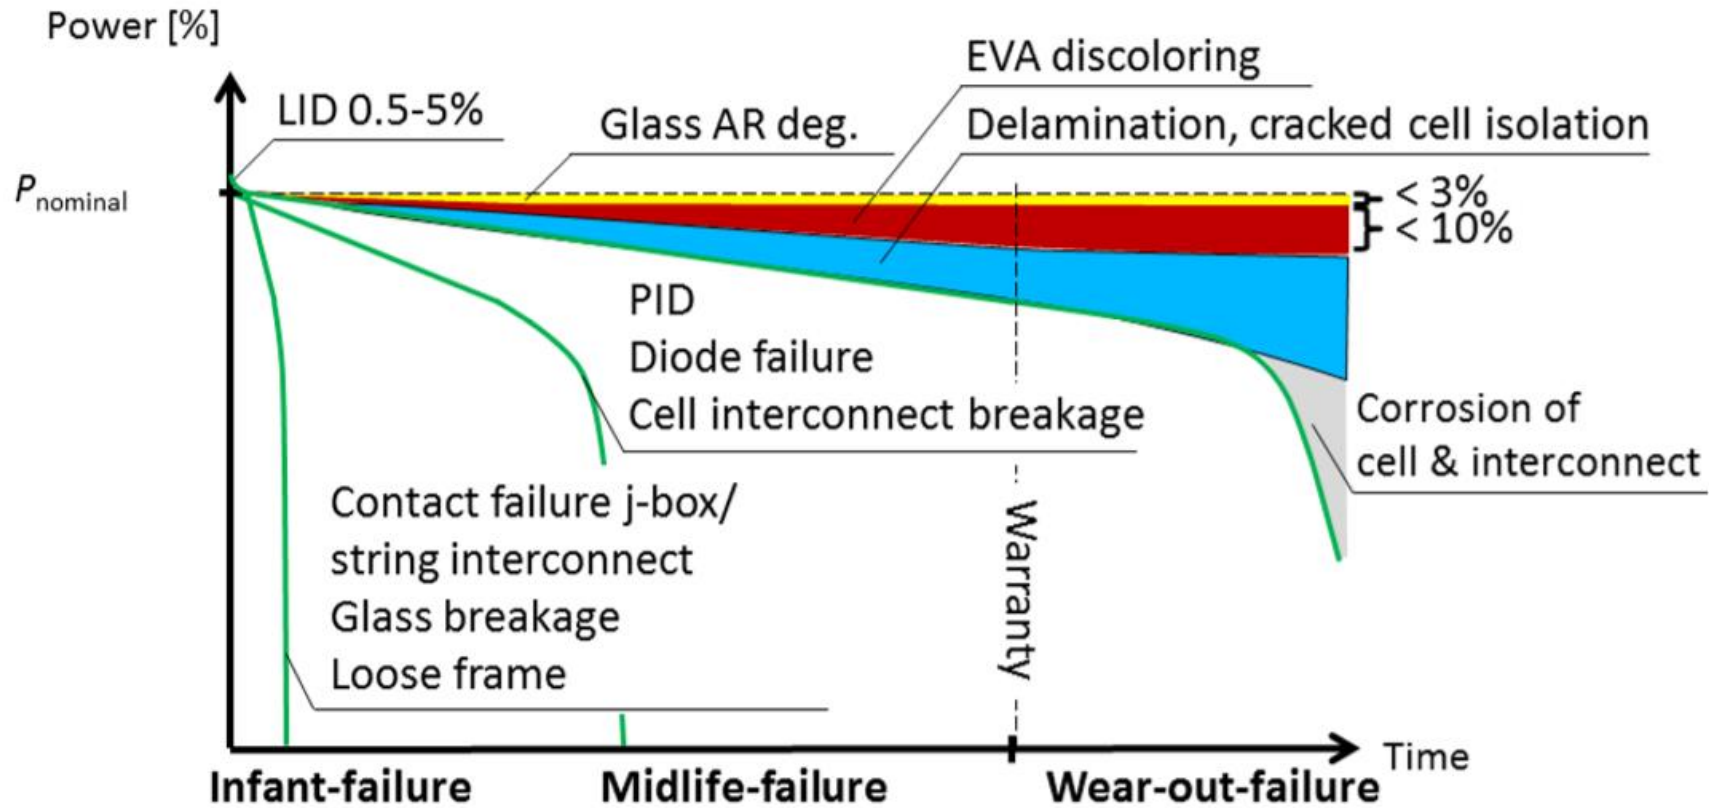 Power [%]
EVA discoloring
LID 0.5-5%
Glass AR deg.
Delamination, cracked cell isolation
Pnominal
< 3%
< 10%
PID
Diode failure
Cell interconnect breakage
Corrosion of
cell & interconnect
Contact failure j-box/
string interconnect
Glass breakage
Loose frame
Warranty
Time
Infant-failure
Midlife-failure
Wear-out-failure